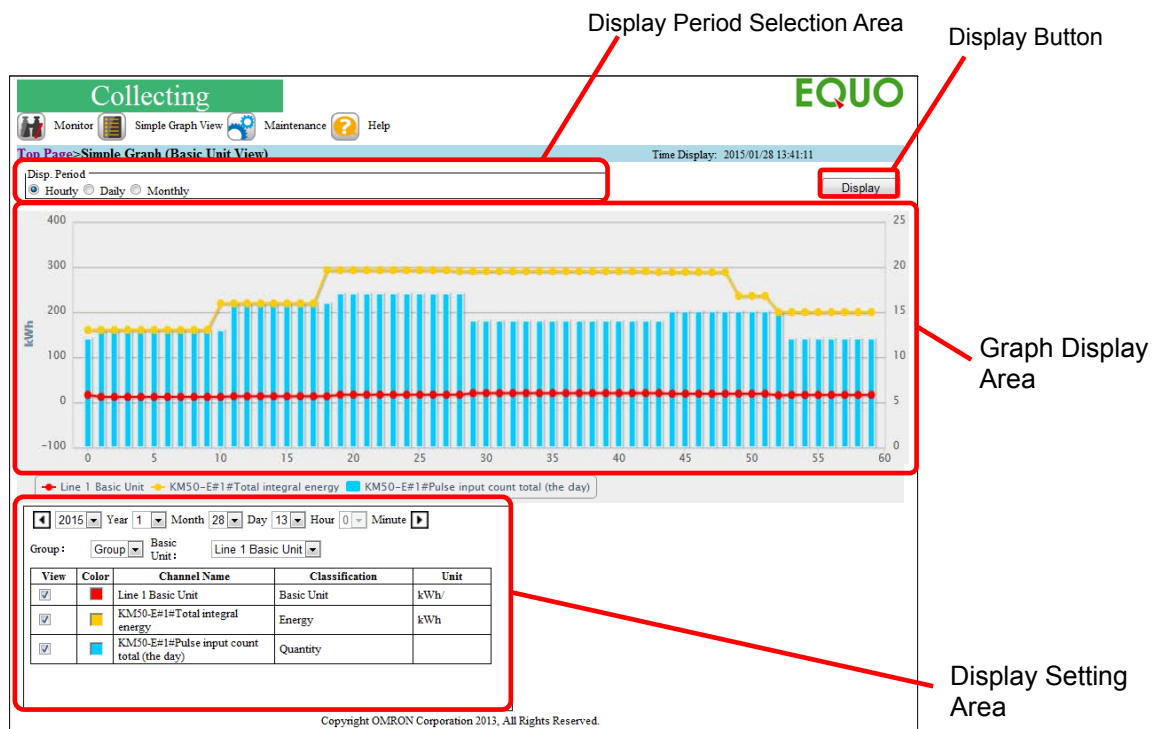 Display Period Selection Area
Display Button
Collecting
EQUO
Monitor Simple Graph View Maintenance Help
Top Page>Simple Graph (Basic Unit View) Time Display: 2015/01/28 13:41:11
Disp. Period
Hourly Daily Monthly
Display
400 25
300 20
200 15
kWh
100 10
0 5
-100 0
0 5 10 15 20 25 30 35 40 45 50 55 60
Graph Display
Area
Line 1 Basic Unit KM50-E#1#Total integral energy KM50-E#1#Pulse input count total (the day)
2015 Year 1 Month 28 Day 13 Hour 0 Minute
Group: Group Basic Unit: Line 1 Basic Unit
View Color Channel Name Classification Unit
Line 1 Basic Unit Basic Unit kWh/
KM50-E#1#Total integral
energy Energy kWh
KM50-E#1#Pulse input count
total (the day) Quantity
Display Setting
Area
Copyright OMRON Corporation 2013, All Rights Reserved.